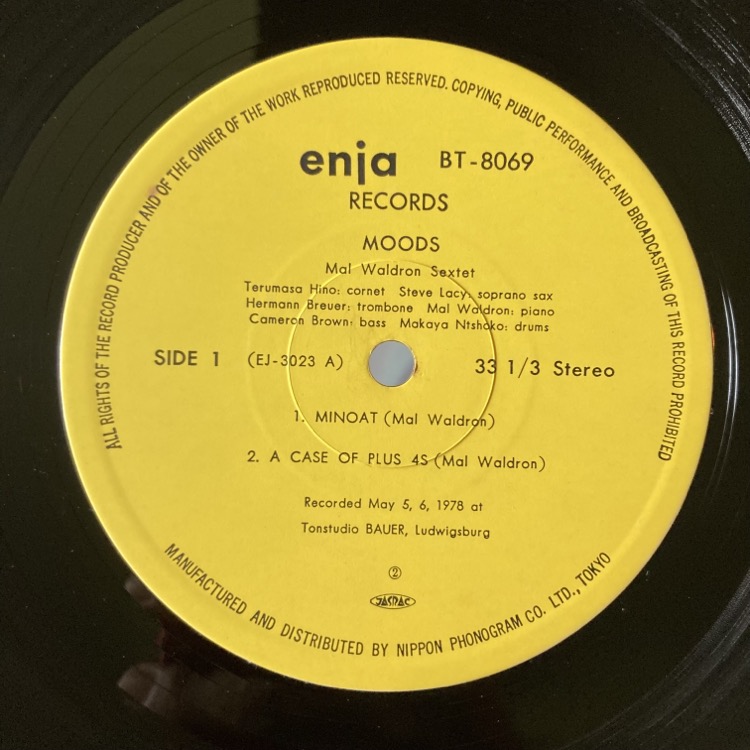 ALL RIGHTS OF THE RECORD PRODUCER AND OF THE OWNER OF THE WORK REPRODUCED RESERVED. COPYING, PUBLIC PERFORMANCE AND BROADCASTING OF THIS RECORD PROHIBITED
enja BT-8069
RECORDS
MOODS
Mal Waldron Sextet
Terumasa Hino: cornet Steve Lacy: soprano sax
Hermann Breuer: trombone Mal Waldron: piano
Cameron Brown: bass Makaya Ntshoko: drums
SIDE 1 (EJ-3023 A) 33 1/3 Stereo
1. MINOAT (Mal Waldron)
2. A CASE OF PLUS 4S (Mal Waldron)
Recorded May 5, 6, 1978 at
Tonstudio BAUER, Ludwigsburg
②
JASRAC
MANUFACTURED AND DISTRIBUTED BY NIPPON PHONOGRAM CO. LTD., TOKYO